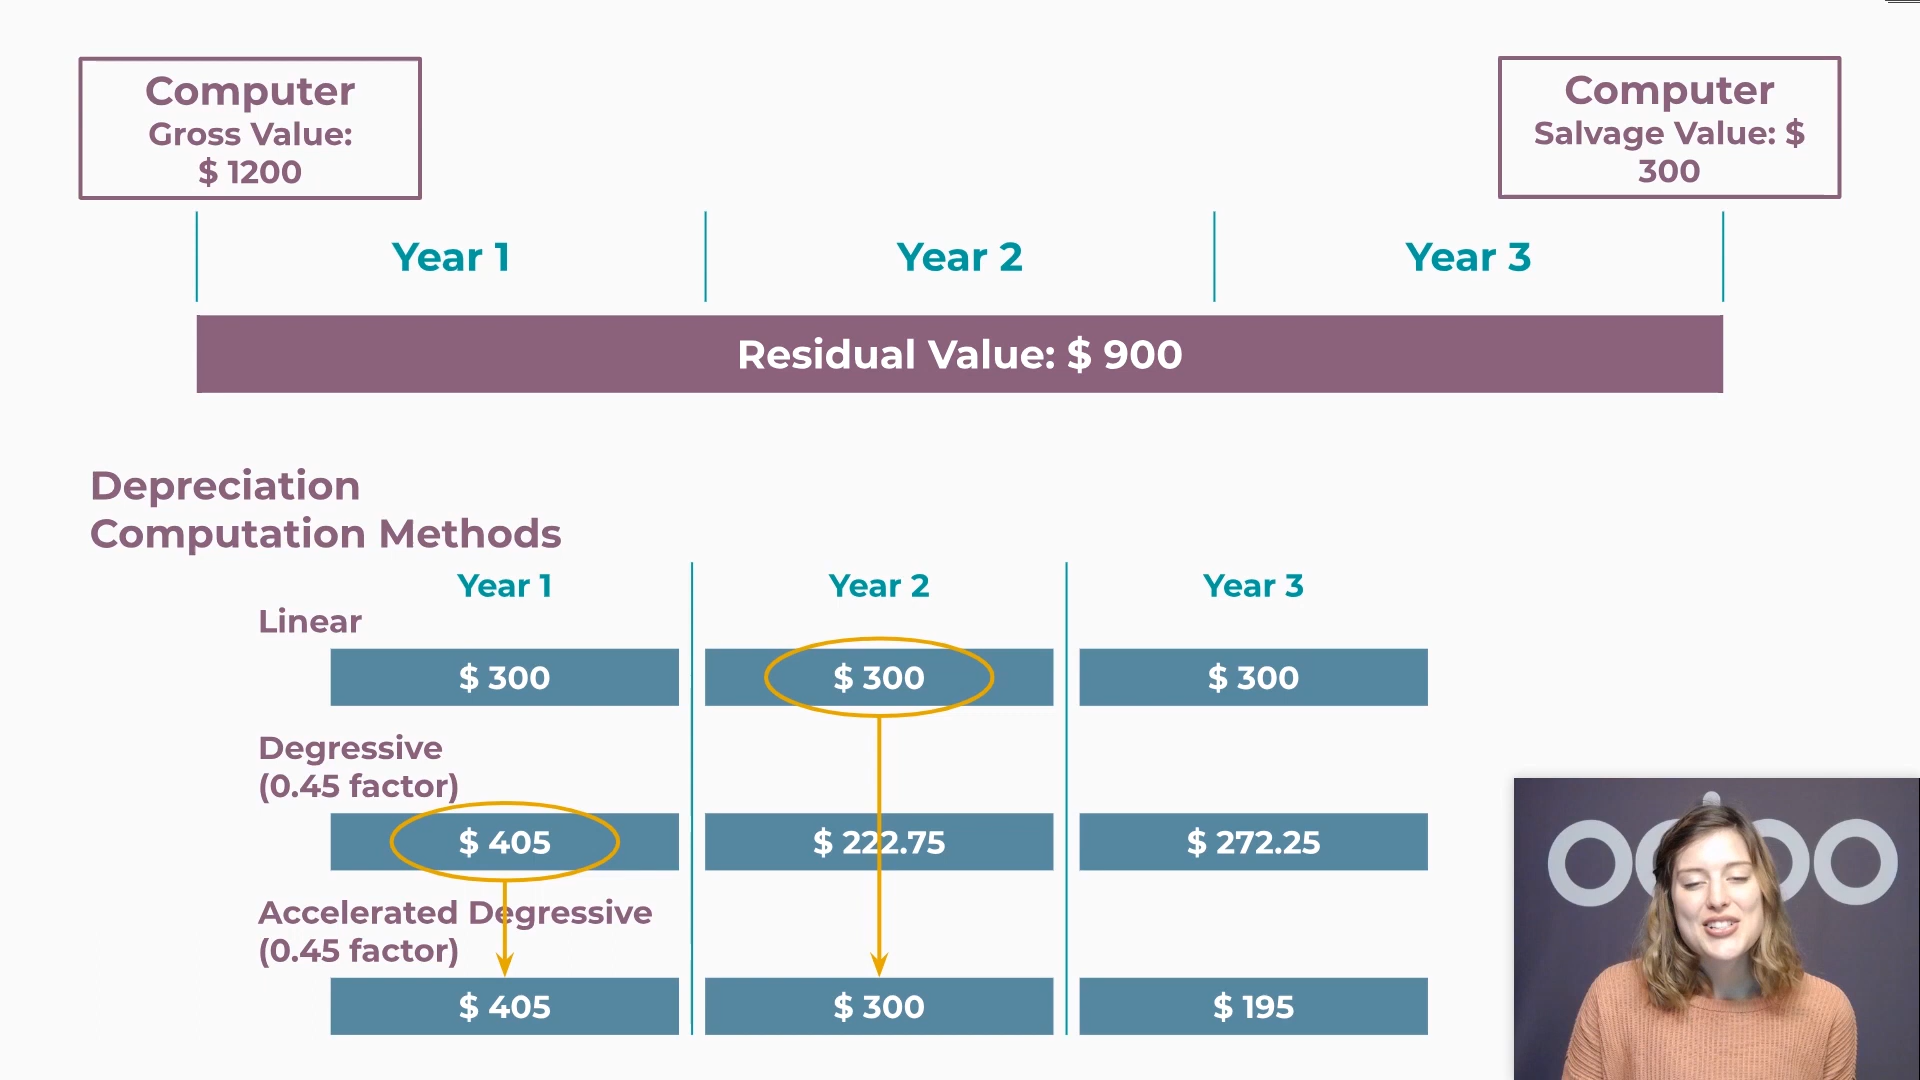 Computer
Gross Value:
$ 1200
Computer
Salvage Value: $
300
Year 1
Year 2
Year 3
Residual Value: $ 900
Depreciation
Computation Methods
Year 1
Year 2
Year 3
Linear
$ 300
$ 300
$ 300
Degressive
(0.45 factor)
$ 405
$ 222.75
$ 272.25
Accelerated Degressive
(0.45 factor)
$ 405
$ 300
$ 195